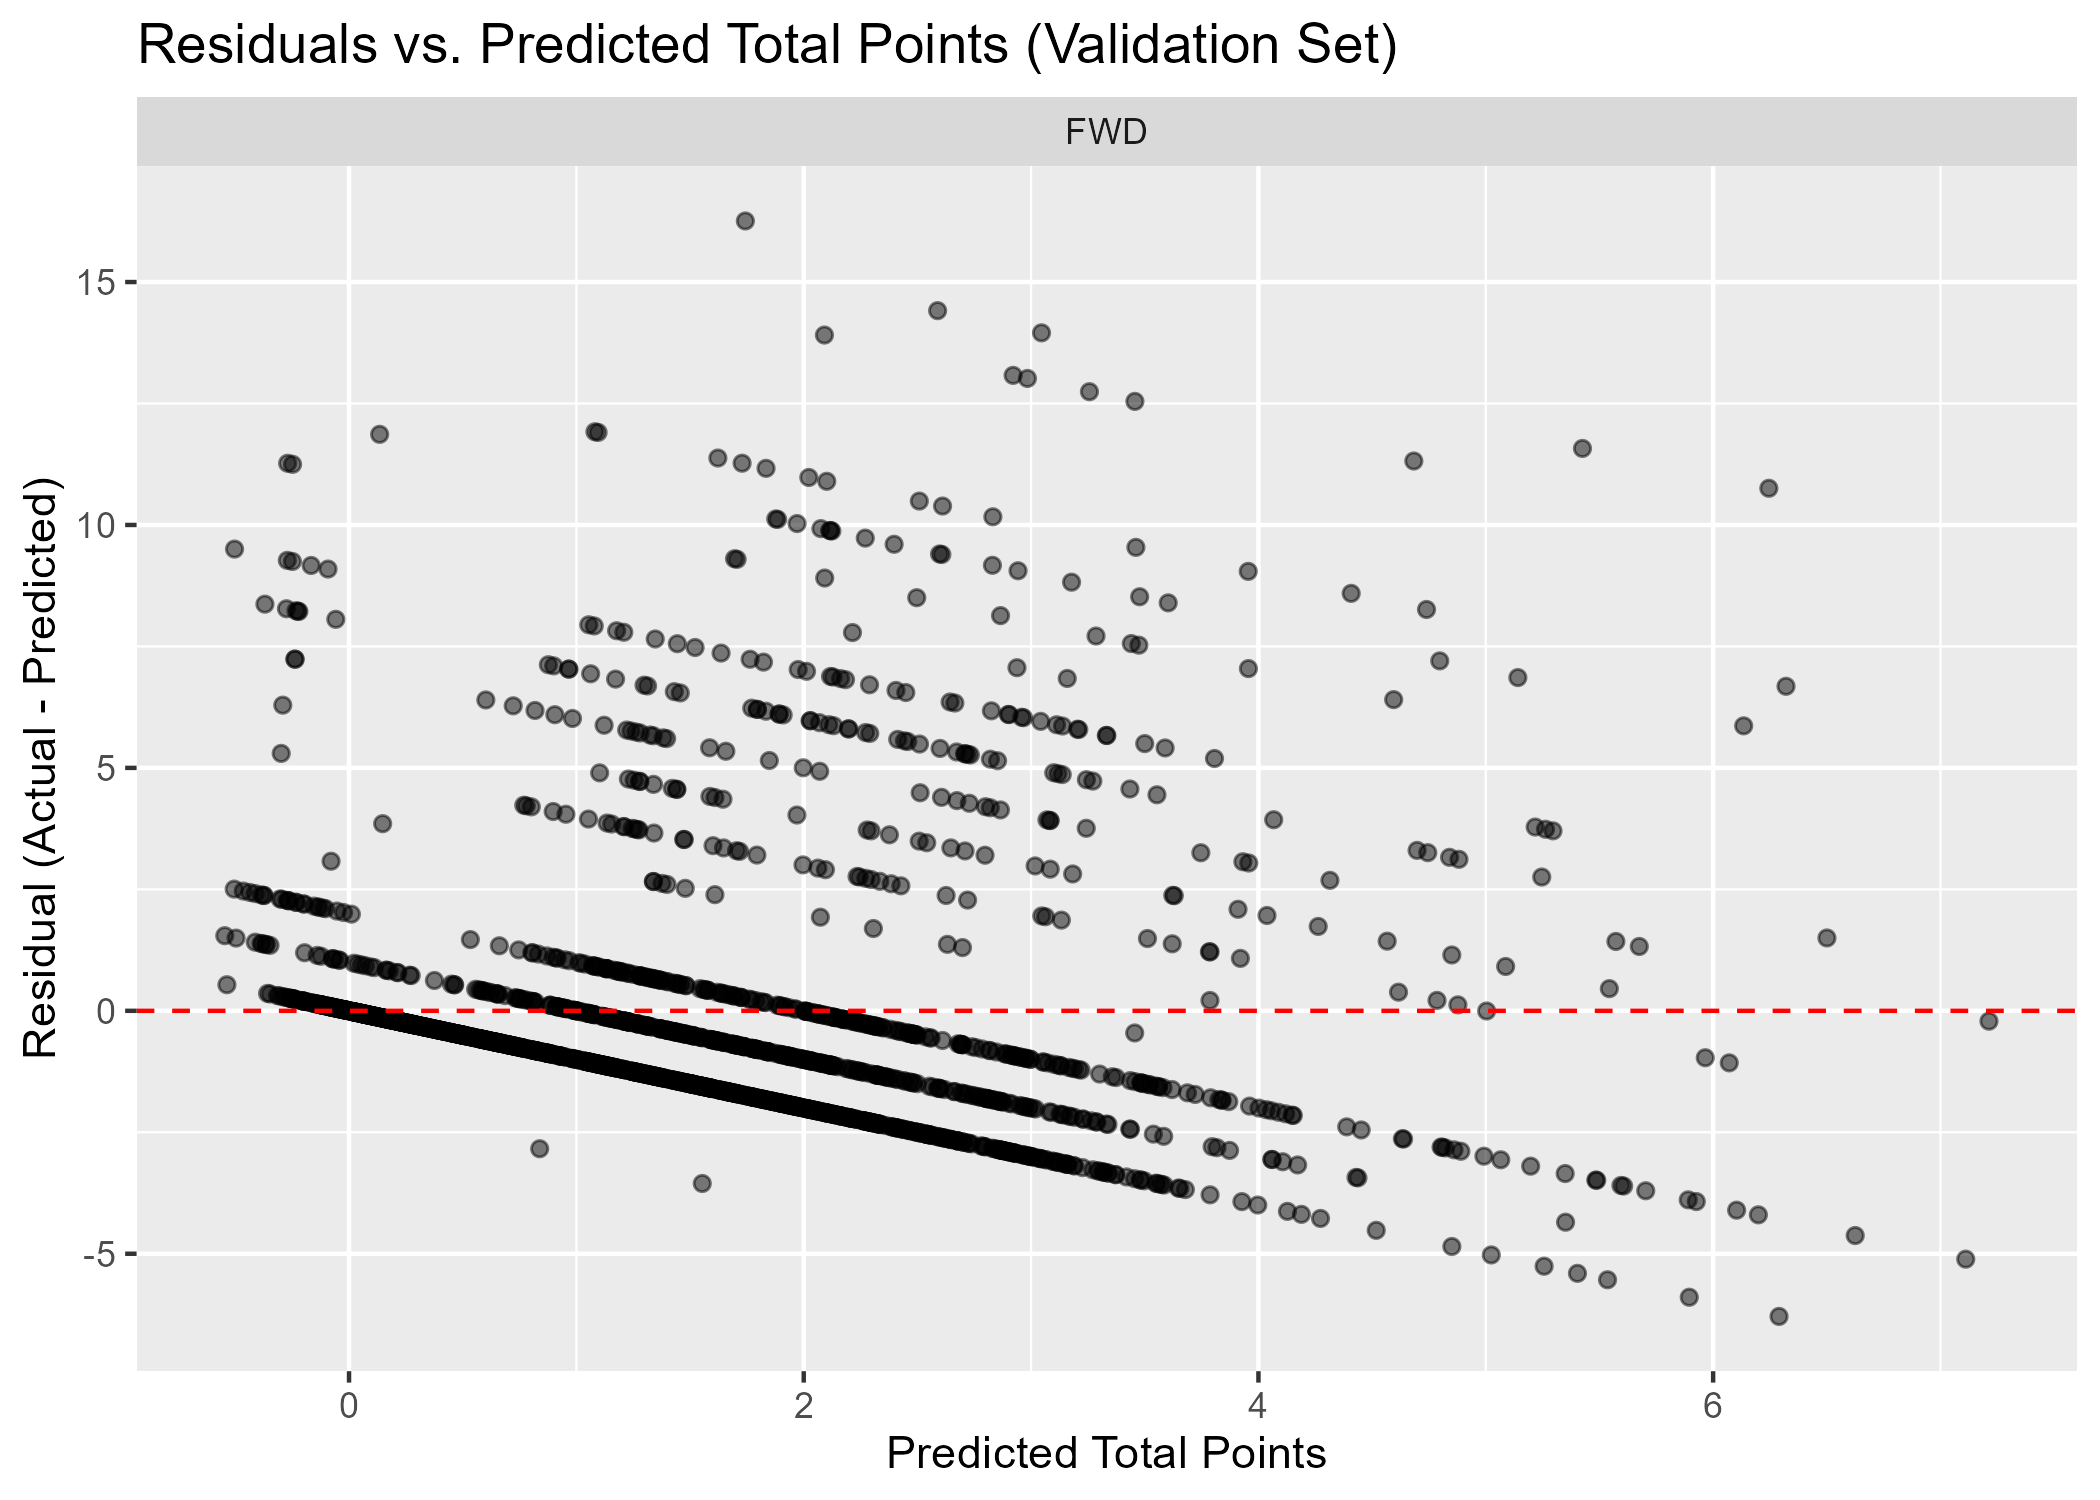 Residuals vs. Predicted Total Points (Validation Set)
FWD
Residual (Actual - Predicted)
15
10
5
0
-5
0 2 4 6
Predicted Total Points